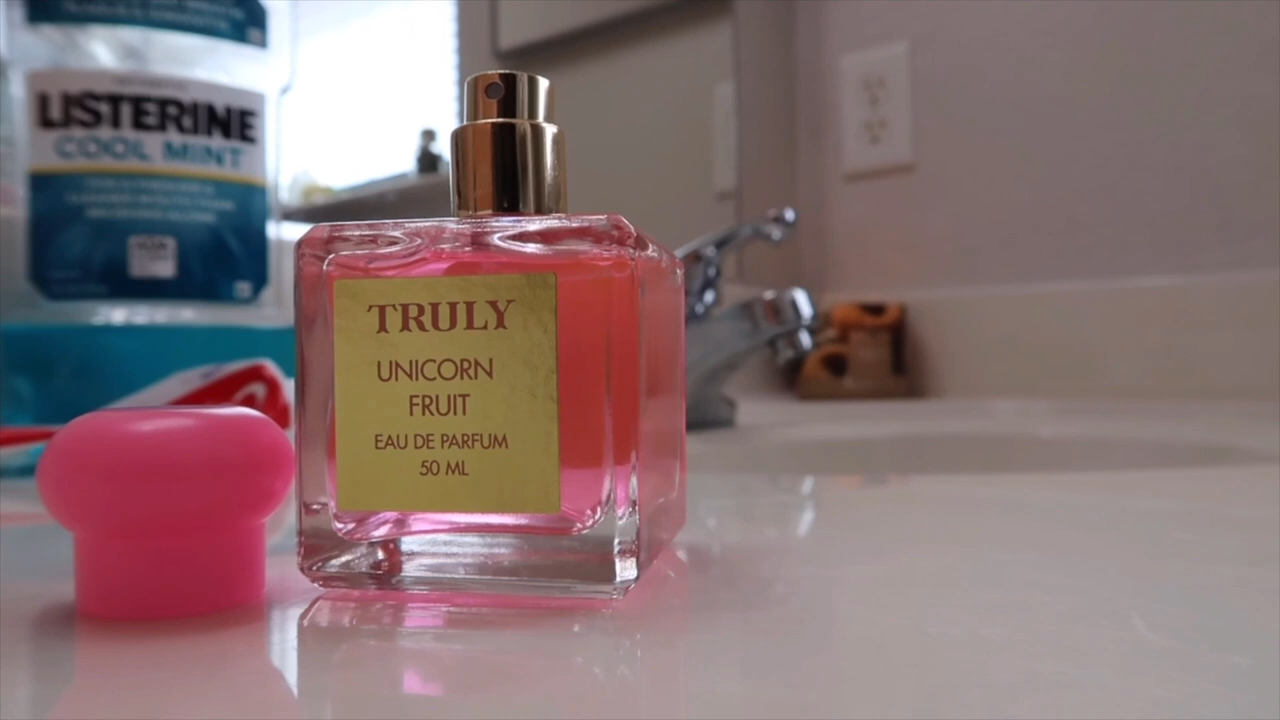 LISTERINE
COOL MINT
TRULY
UNICORN
FRUIT
EAU DE PARFUM
50 ML